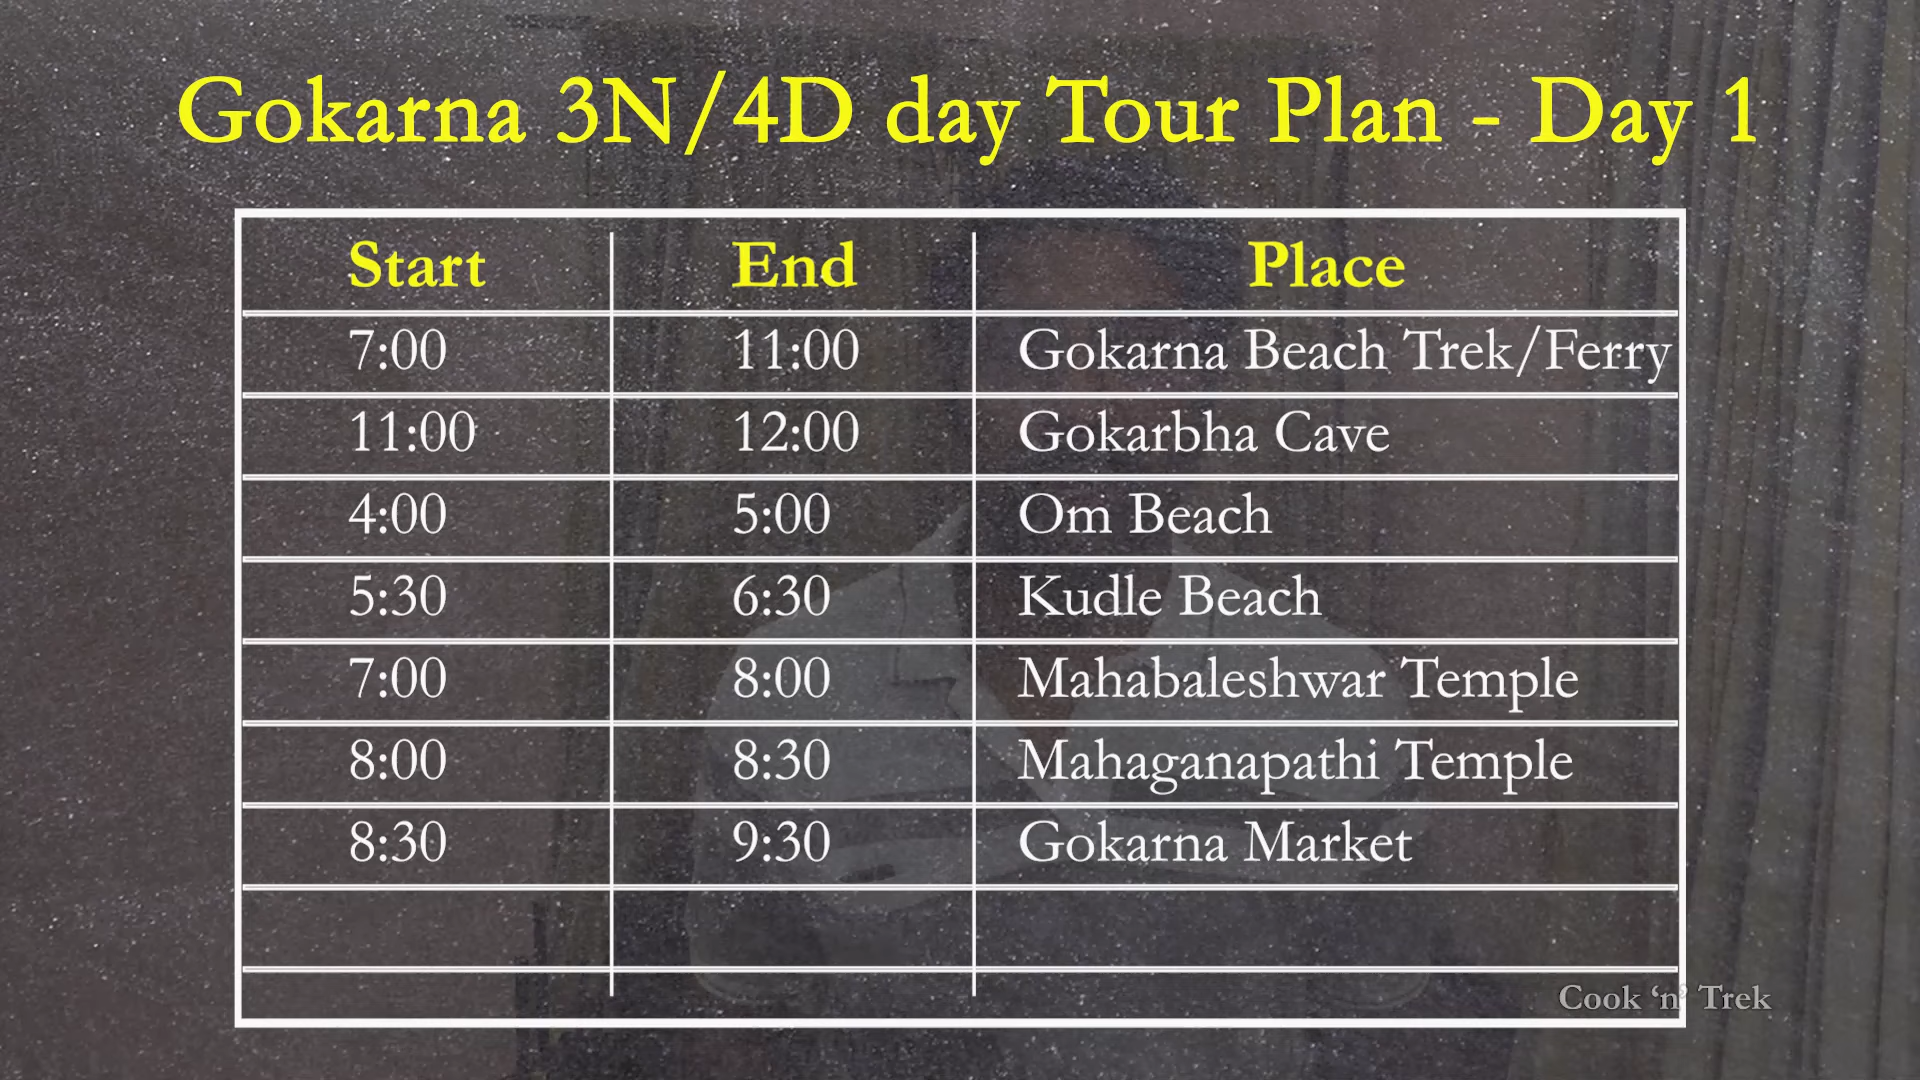 Gokarna 3N/4D day Tour Plan - Day 1
Start End Place
7:00 11:00 Gokarna Beach Trek/Ferry
11:00 12:00 Gokarbha Cave
4:00 5:00 Om Beach
5:30 6:30 Kudle Beach
7:00 8:00 Mahabaleshwar Temple
8:00 8:30 Mahaganapathi Temple
8:30 9:30 Gokarna Market
Cook ‘n’ Trek